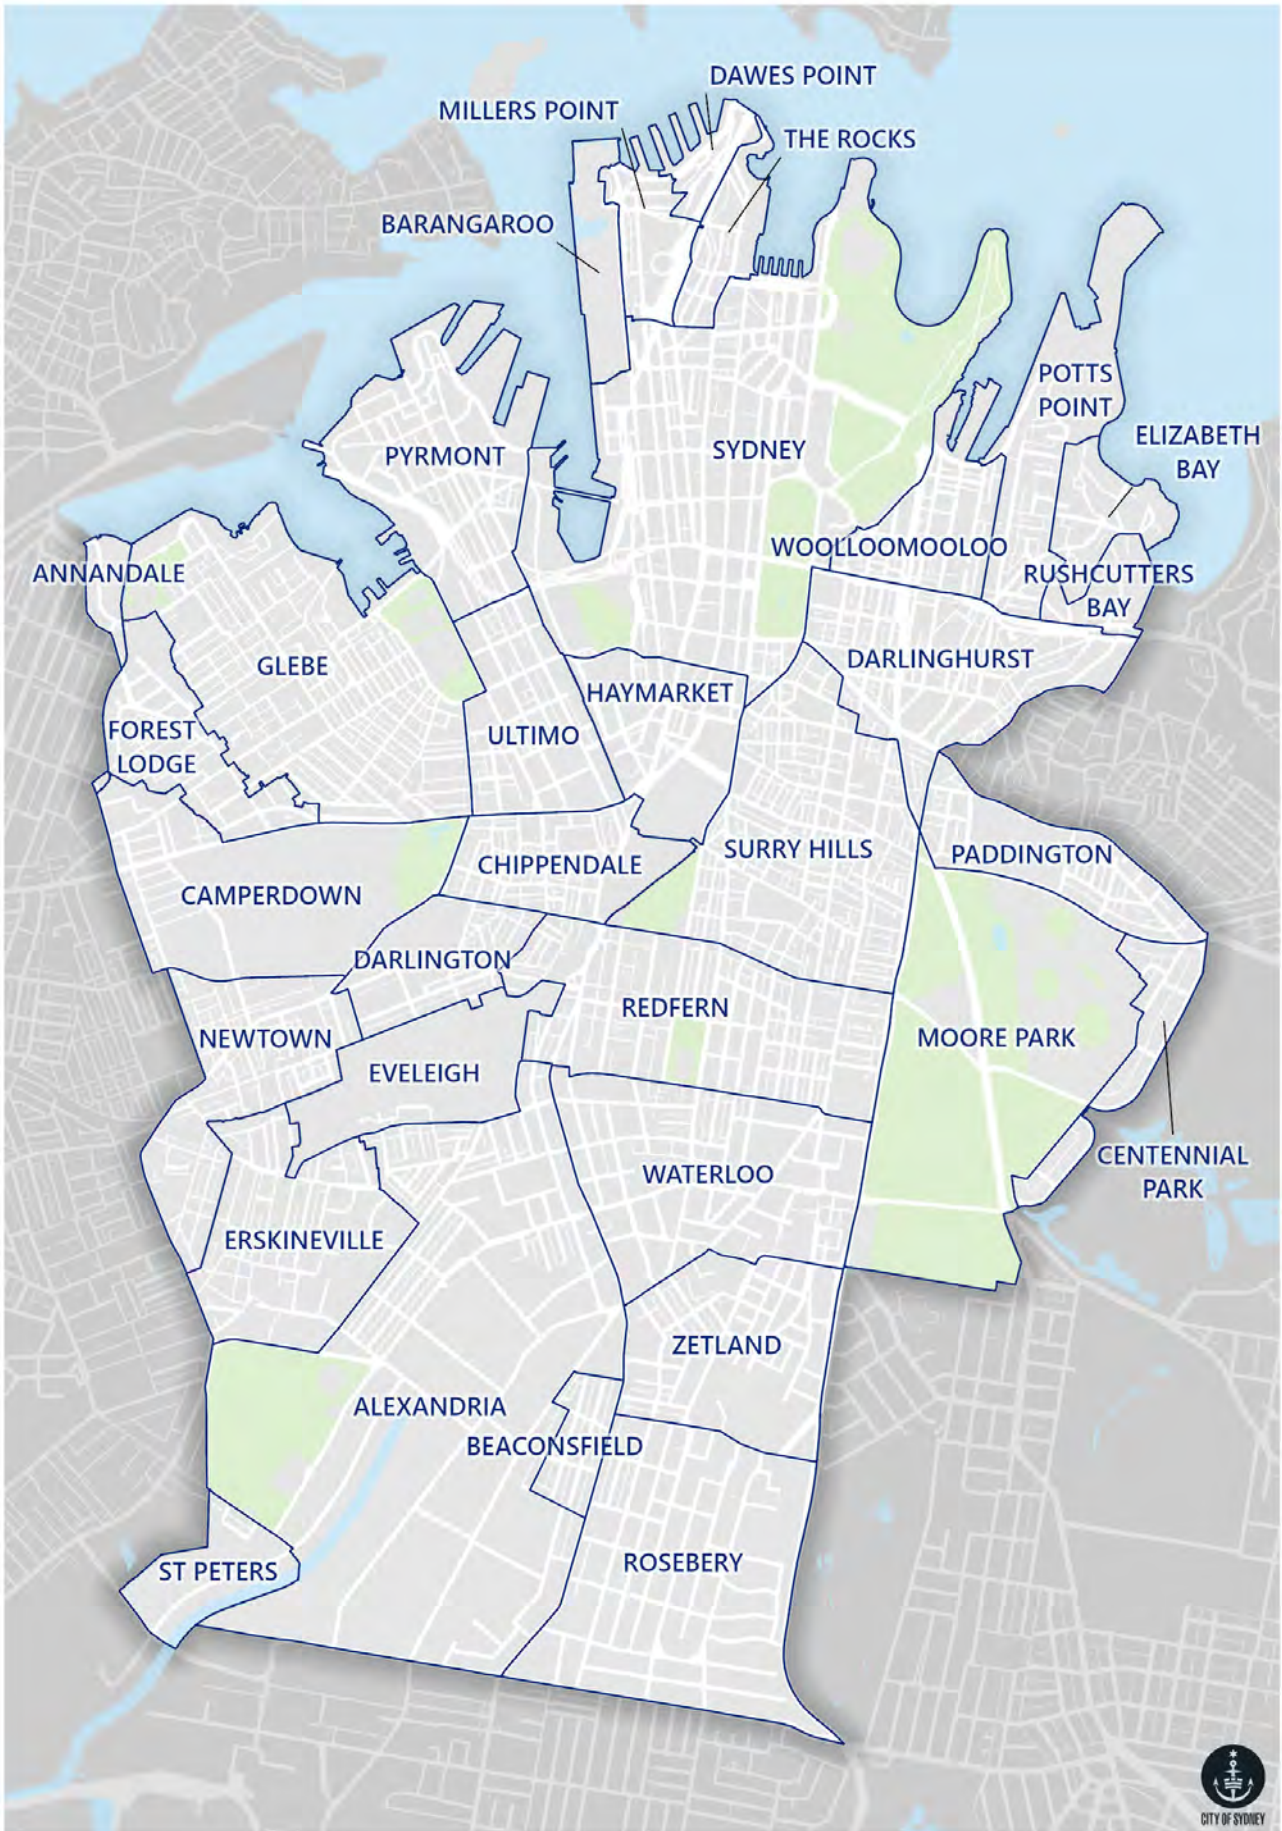 DAWES POINT
MILLERS POINT
THE ROCKS
BARANGAROO
POTTS
POINT
ELIZABETH
BAY
SYDNEY
PYRMONT
WOOLLOOMOOLOO
ANNANDALE
RUSHCUTTERS
BAY
GLEBE
DARLINGHURST
HAYMARKET
FOREST
LODGE
ULTIMO
SURRY HILLS
PADDINGTON
CHIPPENDALE
CAMPERDOWN
DARLINGTON
REDFERN
NEWTOWN
MOORE PARK
EVELEIGH
CENTENNIAL
PARK
WATERLOO
ERSKINEVILLE
ZETLAND
ALEXANDRIA
BEACONSFIELD
ROSEBERY
ST PETERS
CITY OF SYDNEY